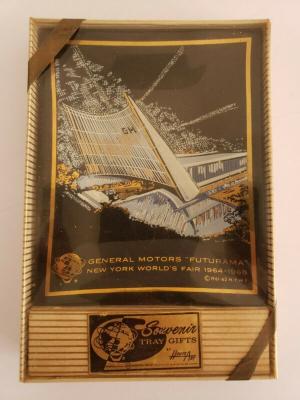 GM
GENERAL MOTORS "FUTURAMA"
NEW YORK WORLD'S FAIR 1964-1965
Souvenir
TRAY GIFTS